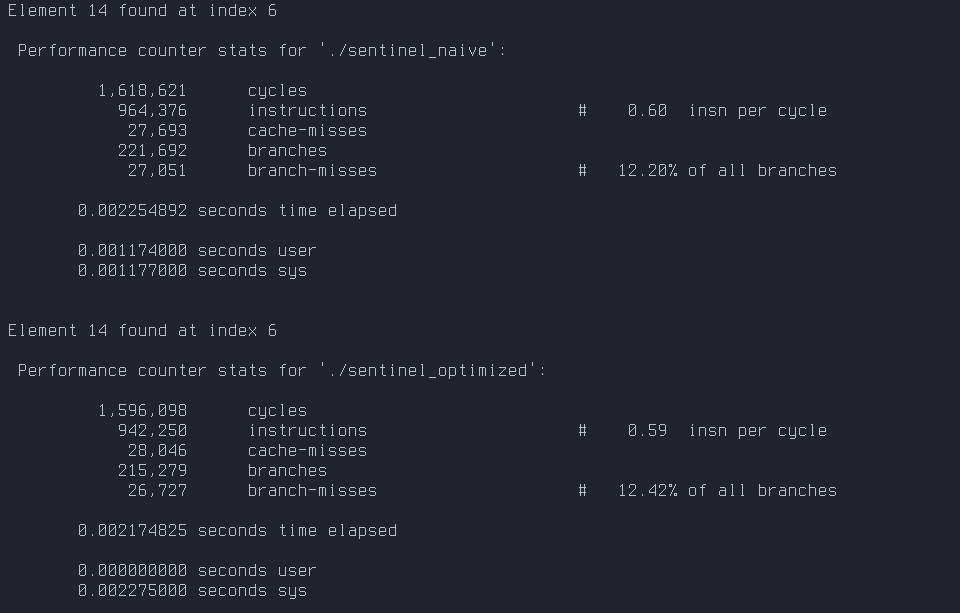 Element 14 found at index 6
Performance counter stats for './sentinel_naive':
1,618,621 cycles
964,376 instructions # 0.60 insn per cycle
27,693 cache-misses
221,692 branches
27,051 branch-misses # 12.20% of all branches
0.002254892 seconds time elapsed
0.001174000 seconds user
0.001177000 seconds sys
Element 14 found at index 6
Performance counter stats for './sentinel_optimized':
1,596,098 cycles
942,250 instructions # 0.59 insn per cycle
28,046 cache-misses
215,279 branches
26,727 branch-misses # 12.42% of all branches
0.002174825 seconds time elapsed
0.000000000 seconds user
0.002275000 seconds sys